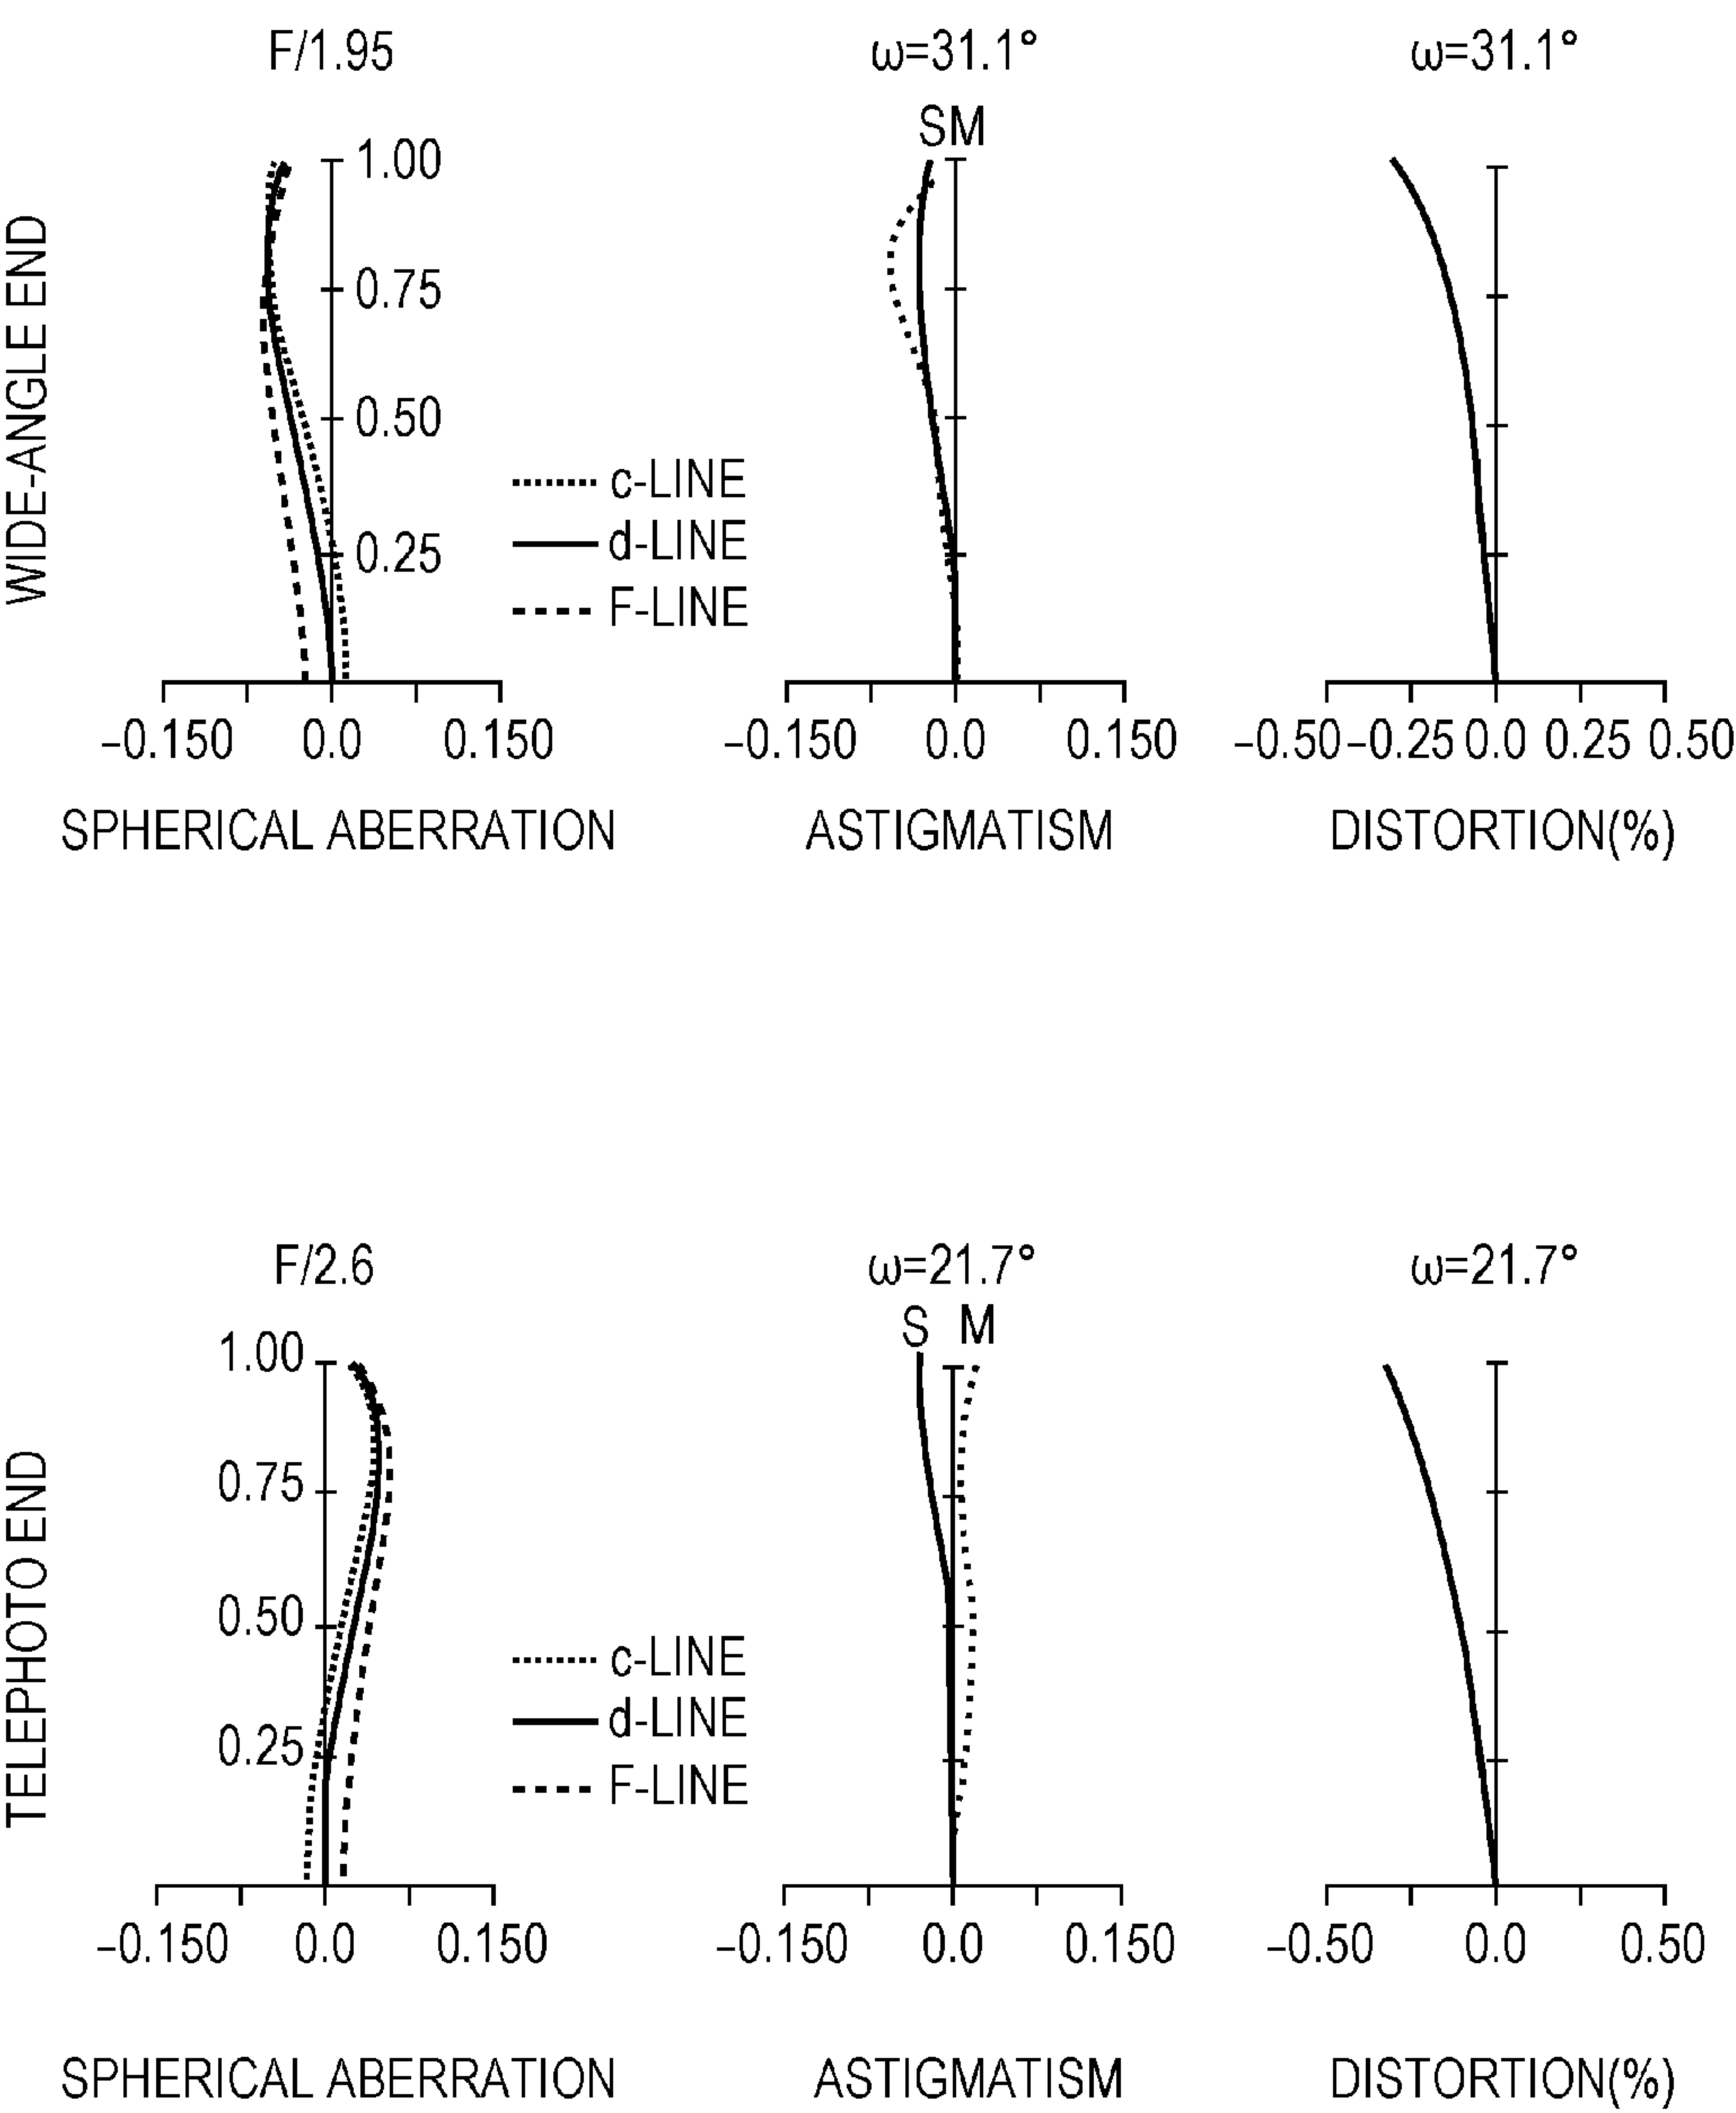 WIDE-ANGLE END
F/1.95
1.00
0.75
0.50
0.25
c-LINE
d-LINE
F-LINE
-0.150 0.0 0.150
SPHERICAL ABERRATION
ω=31.1°
SM
-0.150 0.0 0.150
ASTIGMATISM
ω=31.1°
-0.50 -0.25 0.0 0.25 0.50
DISTORTION(%)
TELEPHOTO END
F/2.6
1.00
0.75
0.50
0.25
c-LINE
d-LINE
F-LINE
-0.150 0.0 0.150
SPHERICAL ABERRATION
ω=21.7°
S M
-0.150 0.0 0.150
ASTIGMATISM
ω=21.7°
-0.50 0.0 0.50
DISTORTION(%)